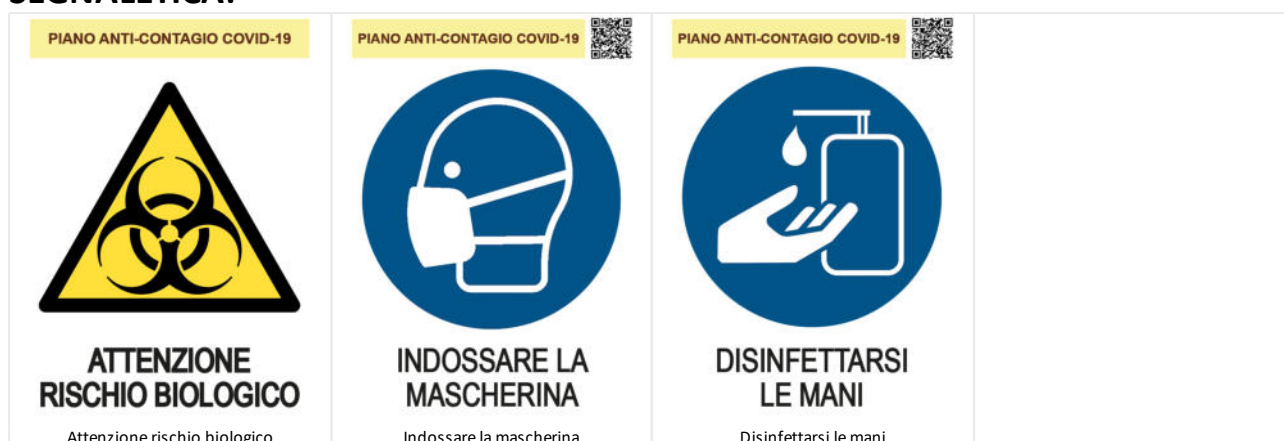 SEGNALETICA:
PIANO ANTI-CONTAGIO COVID-19
ATTENZIONE
RISCHIO BIOLOGICO
Attenzione rischio biologico
PIANO ANTI-CONTAGIO COVID-19
INDOSSARE LA
MASCHERINA
Indossare la mascherina
PIANO ANTI-CONTAGIO COVID-19
DISINFETTARSI
LE MANI
Disinfettarsi le mani